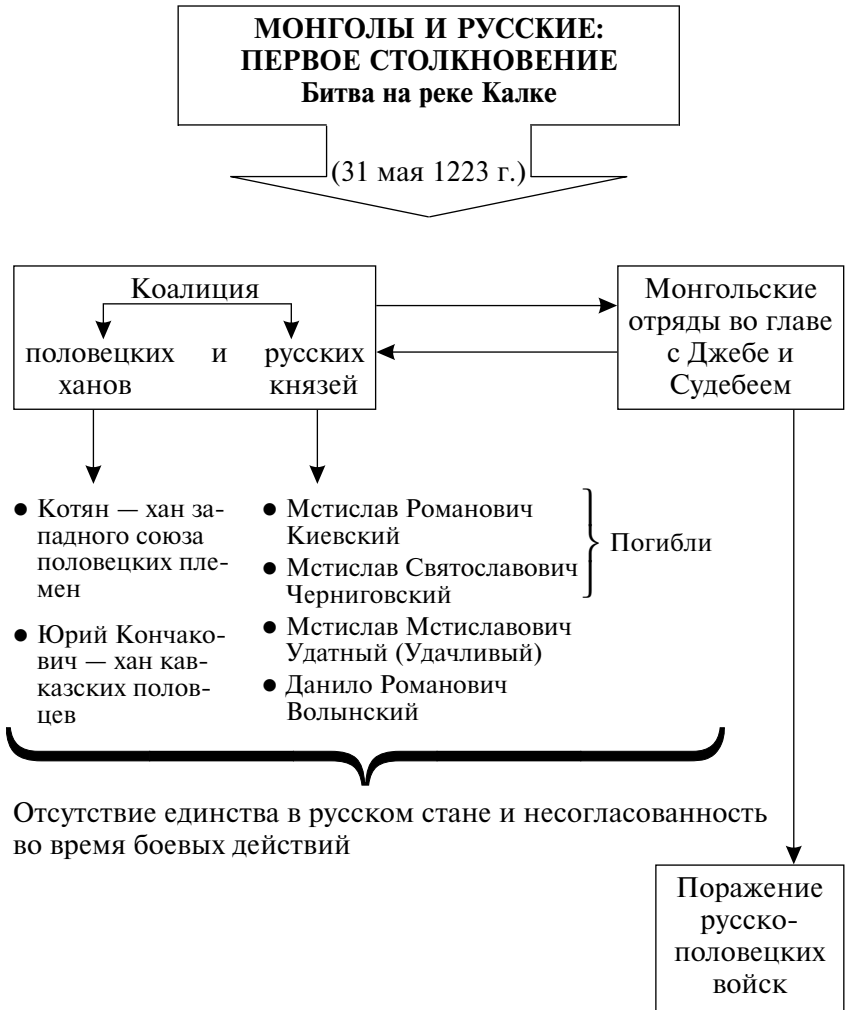 МОНГОЛЫ И РУССКИЕ:
ПЕРВОЕ СТОЛКНОВЕНИЕ
Битва на реке Калке
(31 мая 1223 г.)
Коалиция
половецких и русских
ханов князей
Монгольские
отряды во главе
с Джебе и
Судебеем
● Котян — хан за-
падного союза
половецких пле-
мен
● Юрий Кончако-
вич — хан кав-
казских полов-
цев
● Мстислав Романович
Киевский
● Мстислав Святославович
Черниговский
● Мстислав Мстиславович
Удатный (Удачливый)
● Данило Романович
Волынский
Погибли
Отсутствие единства в русском стане и несогласованность
во время боевых действий
Поражение
русско-
половецких
войск